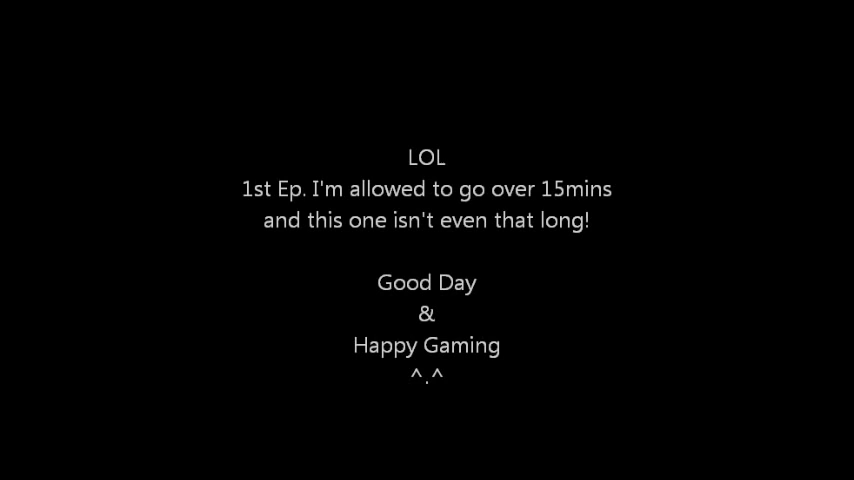 LOL
1st Ep. I'm allowed to go over 15mins
and this one isn't even that long!
Good Day
&
Happy Gaming
^.^